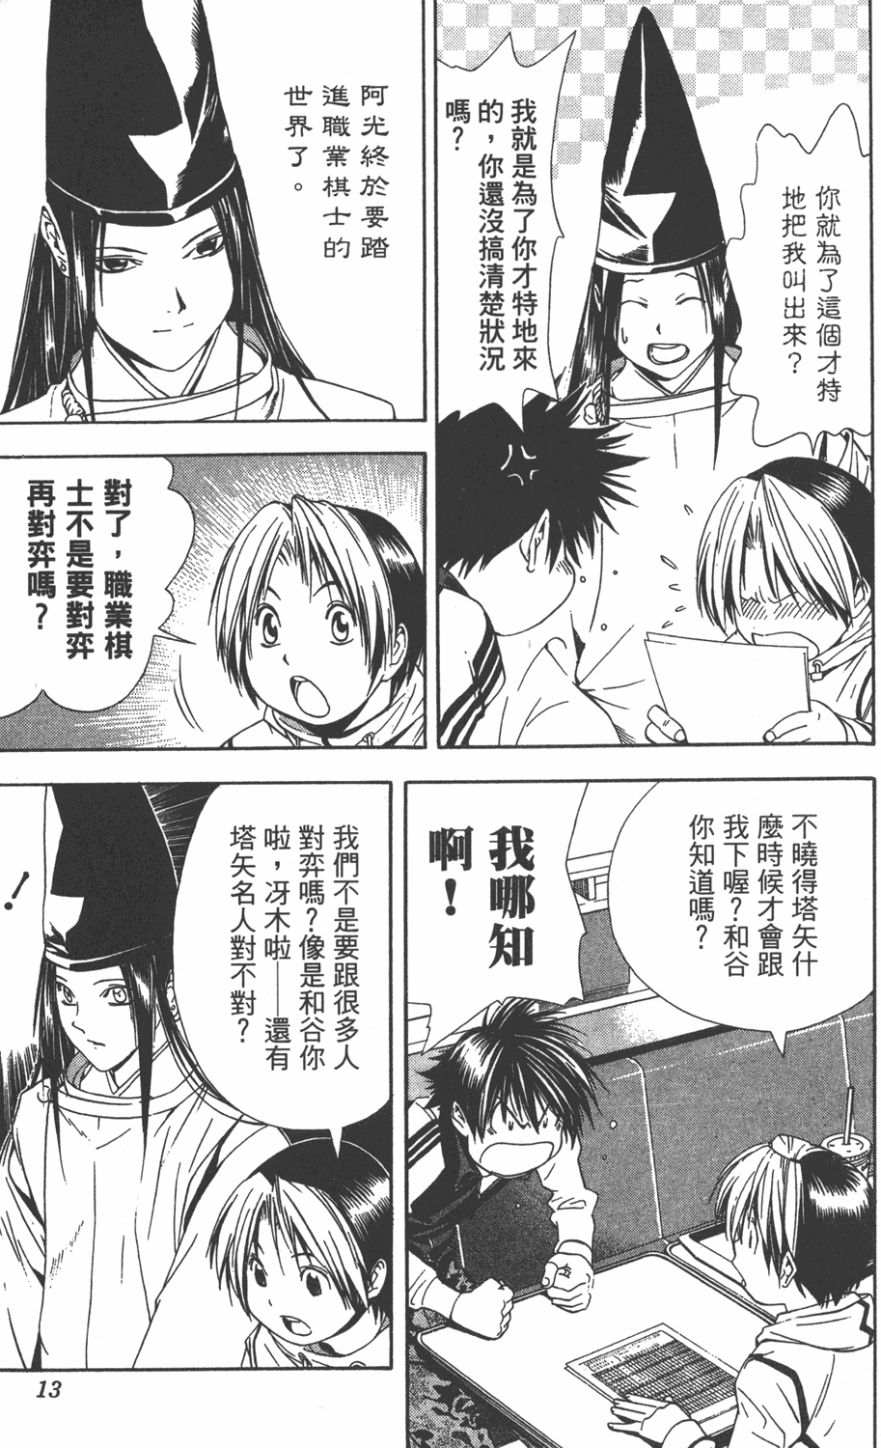 你就為了這個才特
地把我叫出來？
我就是為了你才特地來
的，你還沒搞清楚狀況
嗎？
阿光終於要踏
進職業棋士的
世界了。
對了，職業棋
士不是要對弈
再對弈嗎？
不曉得塔矢什
麼時候才會跟
我下喔？和谷
你知道嗎？
我哪知
啊！
我們不是要跟很多人
對弈嗎？像是和谷你
啦，冴木啦——還有
塔矢名人對不對？
！
13